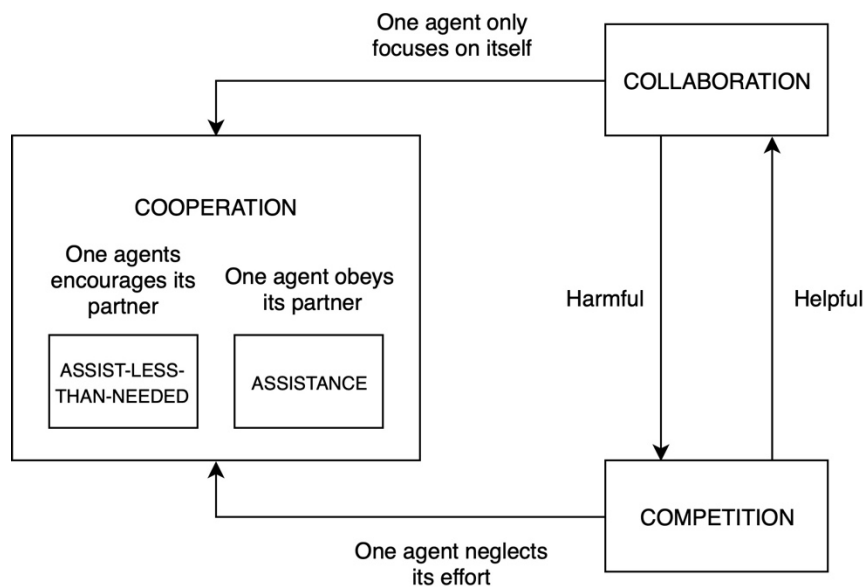 One agent only
focuses on itself
COLLABORATION
COOPERATION
One agents
encourages its
partner
One agent obeys
its partner
ASSIST-LESS-
THAN-NEEDED
ASSISTANCE
Harmful
Helpful
COMPETITION
One agent neglects
its effort